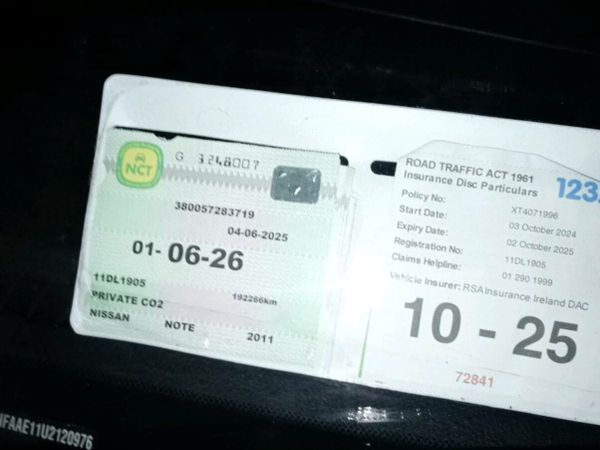 NCT
380057283719
04-06-2025
01-06-26
11DL1905
192266km
PRIVATE CO2
NISSAN NOTE 2011
ROAD TRAFFIC ACT 1961
Insurance Disc Particulars
123
Policy No: XT4071996
Start Date: 03 October 2024
Expiry Date: 02 October 2025
Registration No: 11DL1905
Claims Helpline: 01 290 1999
Vehicle Insurer: RSA Insurance Ireland DAC
10 - 25
72841
FAAE11U2120976